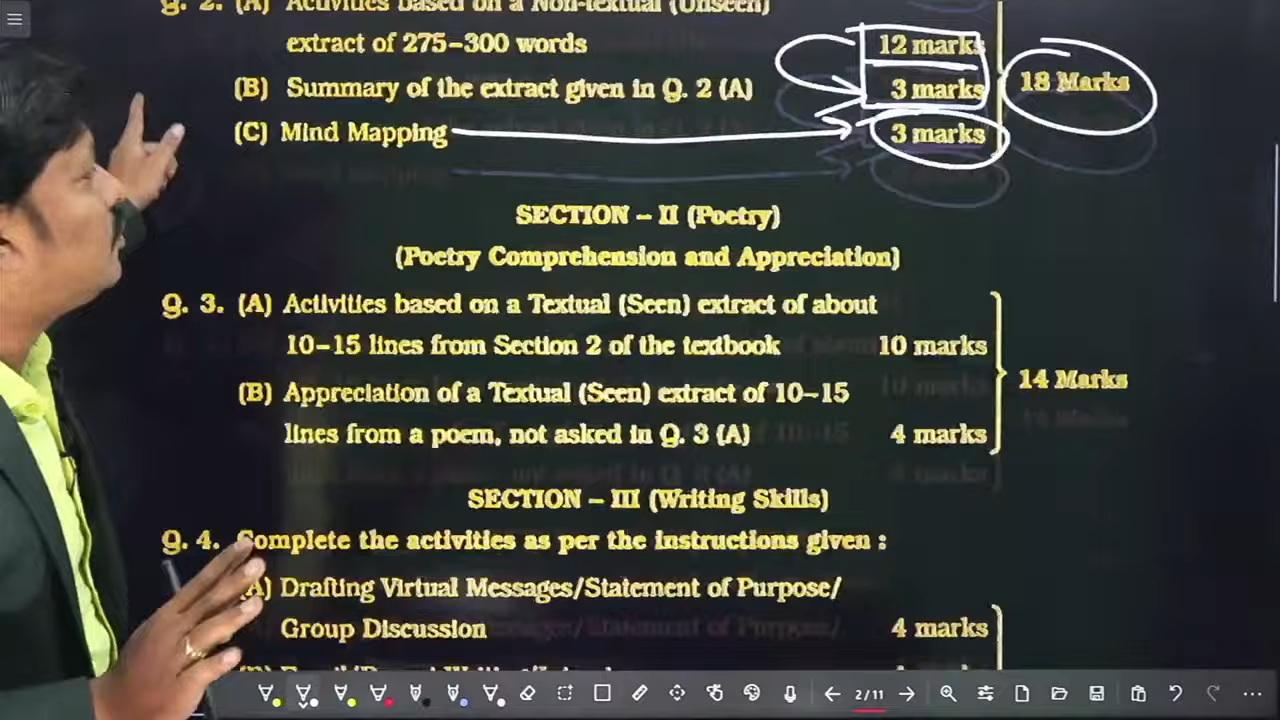 Q. 2. (A) Activities based on a Non-textual (Unseen)
extract of 275–300 words 12 marks
(B) Summary of the extract given in Q. 2 (A) 3 marks 18 Marks
(C) Mind Mapping 3 marks
SECTION – II (Poetry)
(Poetry Comprehension and Appreciation)
Q. 3. (A) Activities based on a Textual (Seen) extract of about
10–15 lines from Section 2 of the textbook 10 marks
14 Marks
(B) Appreciation of a Textual (Seen) extract of 10–15
lines from a poem, not asked in Q. 3 (A) 4 marks
SECTION – III (Writing Skills)
Q. 4. Complete the activities as per the instructions given :
(A) Drafting Virtual Messages/Statement of Purpose/
Group Discussion 4 marks
2/11